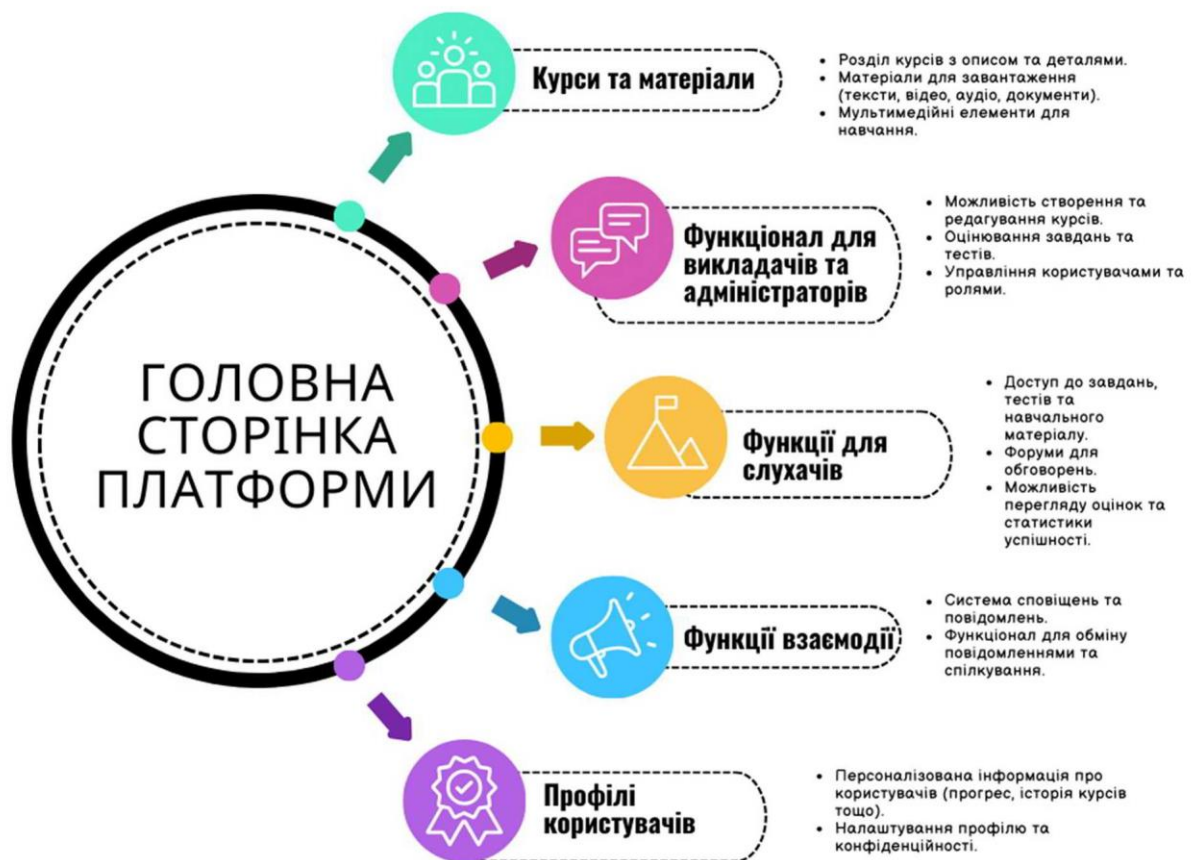 ГОЛОВНА
СТОРІНКА
ПЛАТФОРМИ
Курси та матеріали
• Розділ курсів з описом та деталями.
• Матеріали для завантаження
(тексти, відео, аудіо, документи).
• Мультимедійні елементи для
навчання.
Функціонал для
викладачів та
адміністраторів
• Можливість створення та
редагування курсів.
• Оцінювання завдань та
тестів.
• Управління користувачами та
ролями.
Функції для
слухачів
• Доступ до завдань,
тестів та
навчального
матеріалу.
• Форуми для
обговорень.
• Можливість
перегляду оцінок та
статистики
успішності.
Функції взаємодії
• Система сповіщень та
повідомлень.
• Функціонал для обміну
повідомленнями та
спілкування.
Профілі
користувачів
• Персоналізована інформація про
користувачів (прогрес, історія курсів
тощо).
• Налаштування профілю та
конфіденційності.